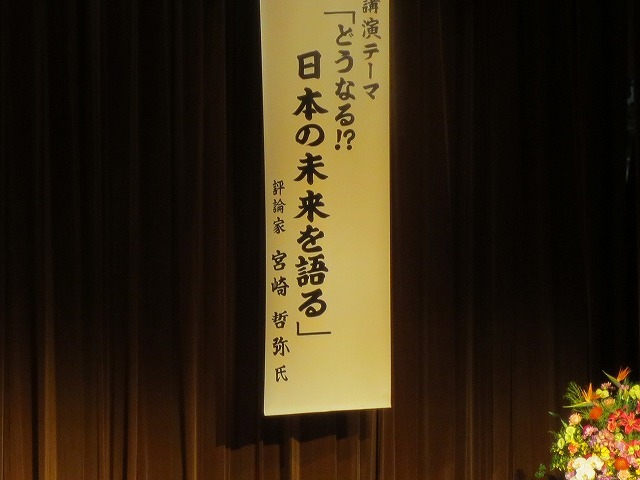 講演テーマ
「どうなる!?
日本の未来を語る」
評論家 宮崎 哲弥 氏